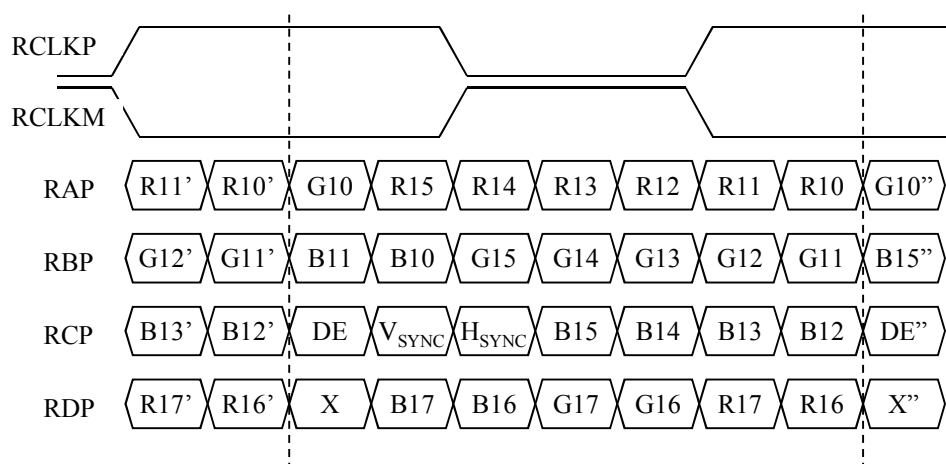 RCLKP
RCLKM
RAP R11’ R10’ G10 R15 R14 R13 R12 R11 R10 G10”
RBP G12’ G11’ B11 B10 G15 G14 G13 G12 G11 B15”
RCP B13’ B12’ DE VSYNC HSYNC B15 B14 B13 B12 DE”
RDP R17’ R16’ X B17 B16 G17 G16 R17 R16 X”